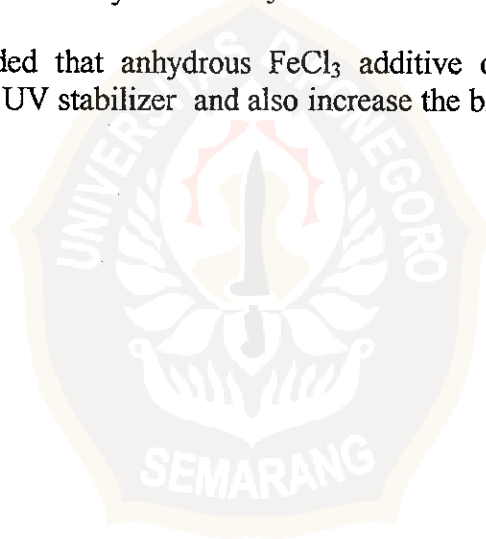 ded that anhydrous FeCl₃ additive
UV stabilizer and also increase the
UNIVERSITAS DIPONEGORO
SEMARANG